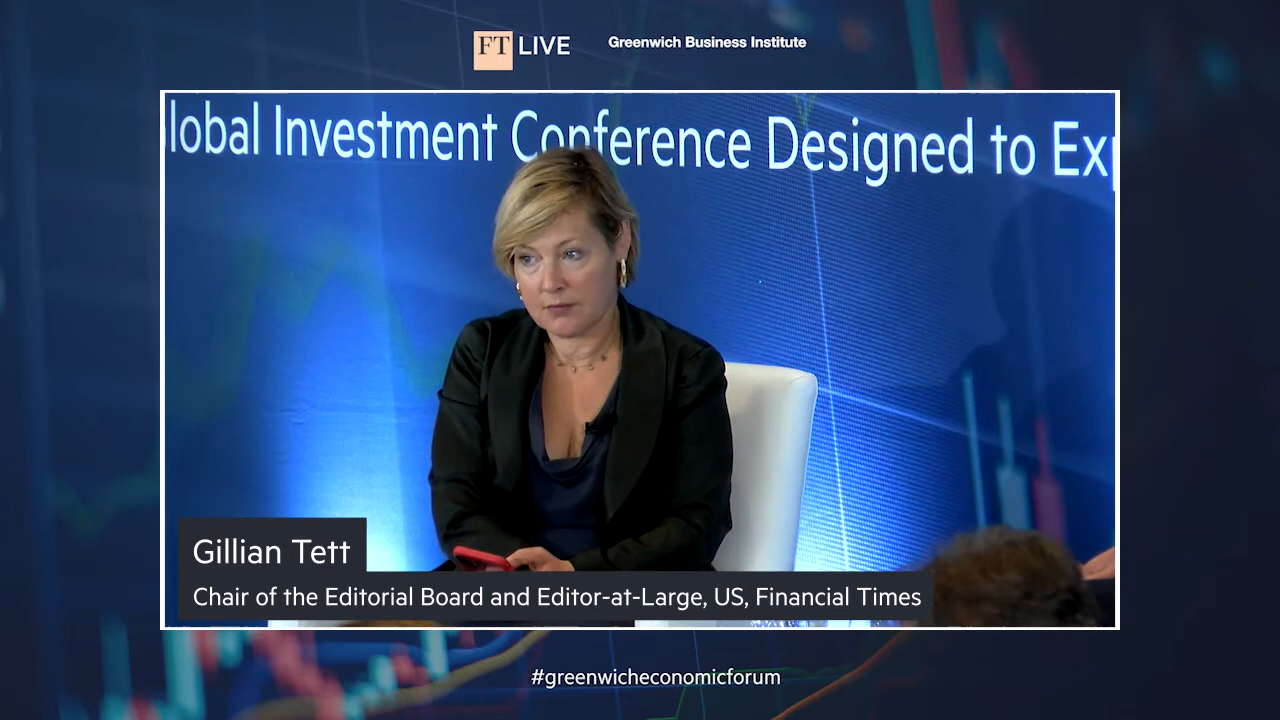 FT LIVE
Greenwich Business Institute
lobal Investment Conference Designed to Exp
Gillian Tett
Chair of the Editorial Board and Editor-at-Large, US, Financial Times
#greenwicheconomicforum